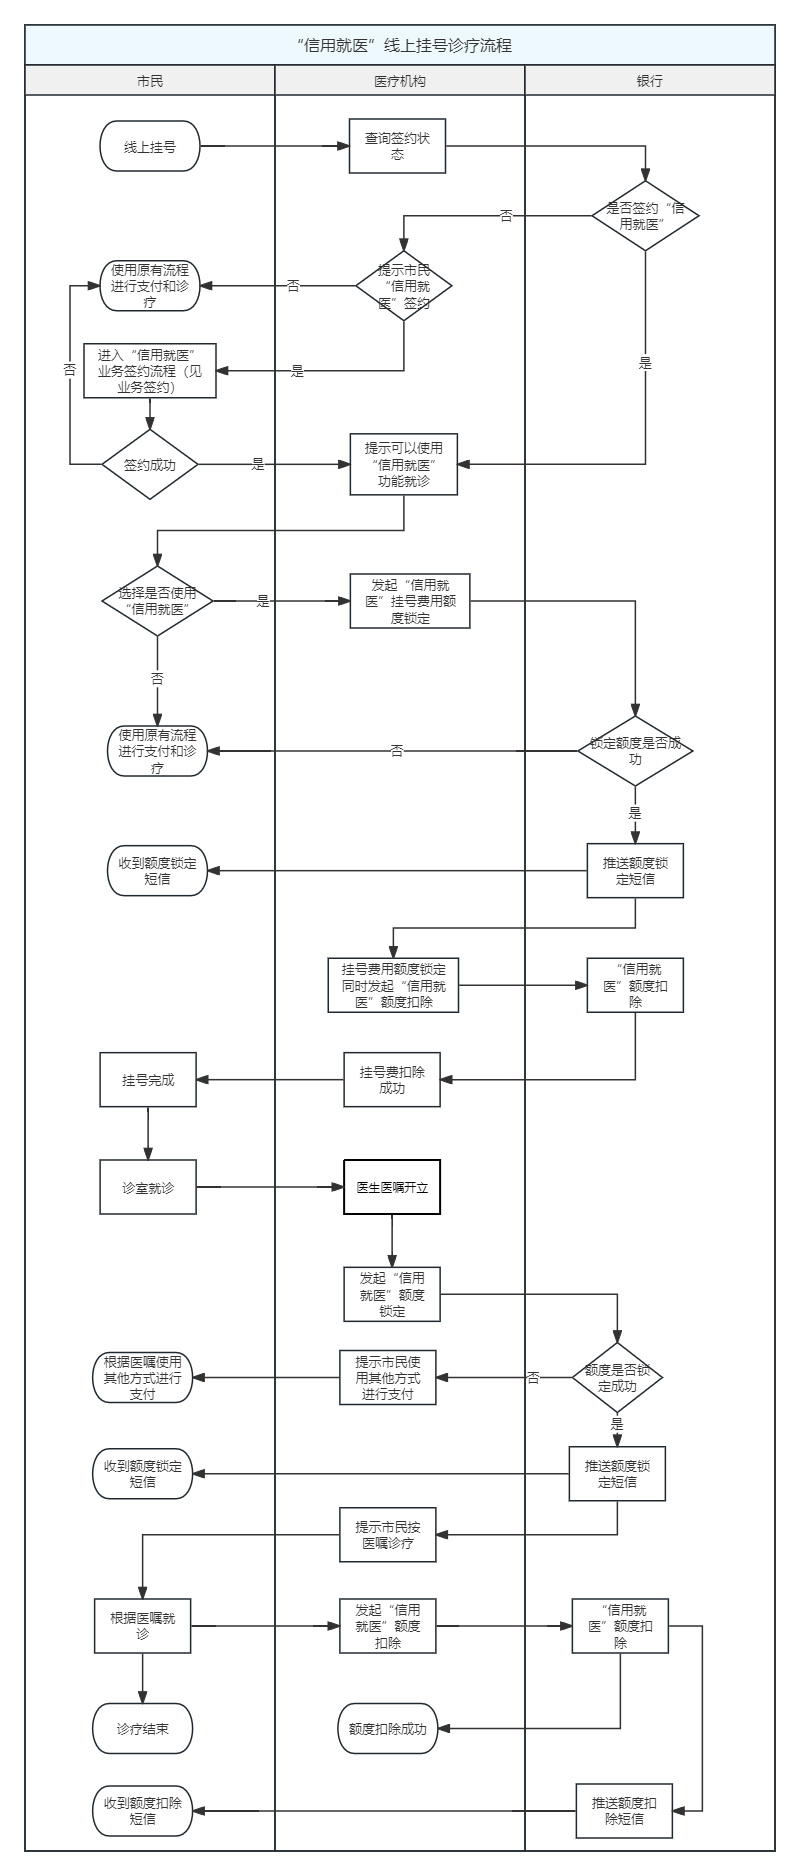 “信用就医”线上挂号诊疗流程
市民
医疗机构
银行
线上挂号
查询签约状
态
是否签约“信
用就医”
否
提示市民
“信用就
医”签约
使用原有流程
进行支付和诊
疗
否
进入“信用就医”
业务签约流程（见
业务签约）
是
否
是
签约成功
是
提示可以使用
“信用就医”
功能就诊
选择是否使用
“信用就医”
是
发起“信用就
医”挂号费用额
度锁定
否
使用原有流程
进行支付和诊
疗
否
锁定额度是否成
功
是
收到额度锁定
短信
推送额度锁
定短信
挂号费用额度锁定
同时发起“信用就
医”额度扣除
“信用就
医”额度扣
除
挂号完成
挂号费扣除
成功
诊室就诊
医生医嘱开立
发起“信用
就医”额度
锁定
根据医嘱使用
其他方式进行
支付
提示市民使
用其他方式
进行支付
否
额度是否锁
定成功
是
收到额度锁定
短信
推送额度锁
定短信
提示市民按
医嘱诊疗
根据医嘱就
诊
发起“信用
就医”额度
扣除
“信用就
医”额度扣
除
诊疗结束
额度扣除成功
收到额度扣除
短信
推送额度扣
除短信